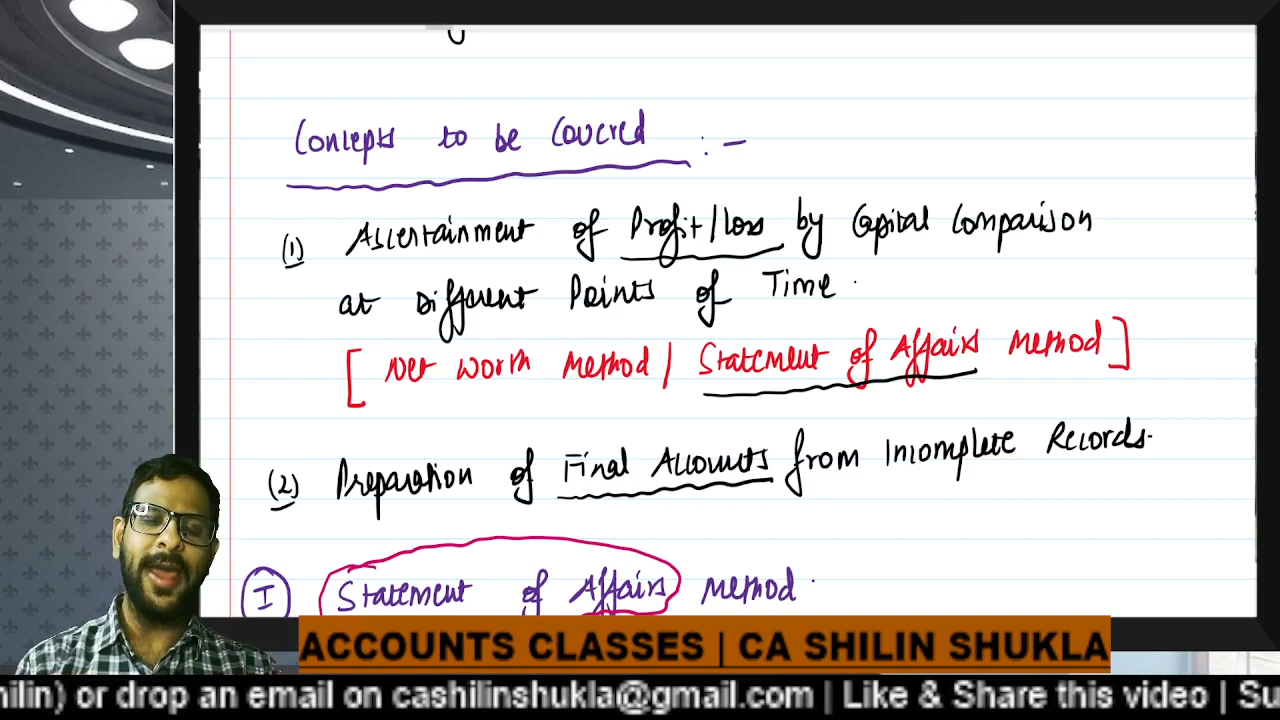 Concepts to be Covered :-
(1) Ascertainment of Profit/Loss by Capital Comparison
at Different Points of Time.
[ Net Worth Method / Statement of Affairs Method ]
(2) Preparation of Final Accounts from Incomplete Records.
I Statement of Affairs Method.
ACCOUNTS CLASSES | CA SHILIN SHUKLA
hilin) or drop an email on cashilinshukla@gmail.com | Like & Share this video | Su